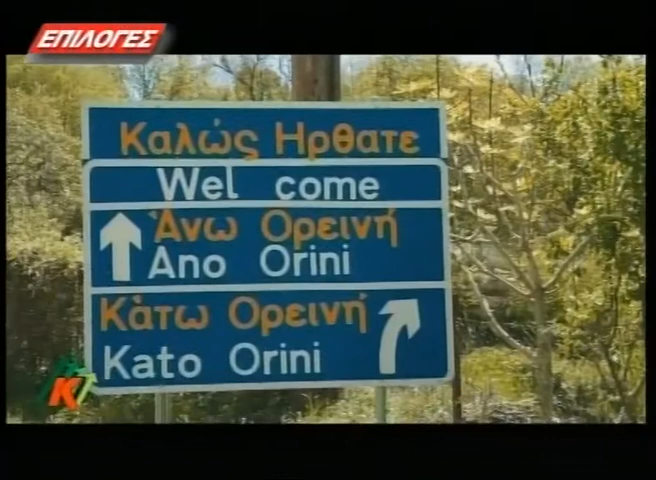 ΕΠΙΛΟΓΕΣ
Καλώς Ηρθατε
Wel come
Άνω Ορεινή
Ano Orini
Κάτω Ορεινή
Kato Orini
K